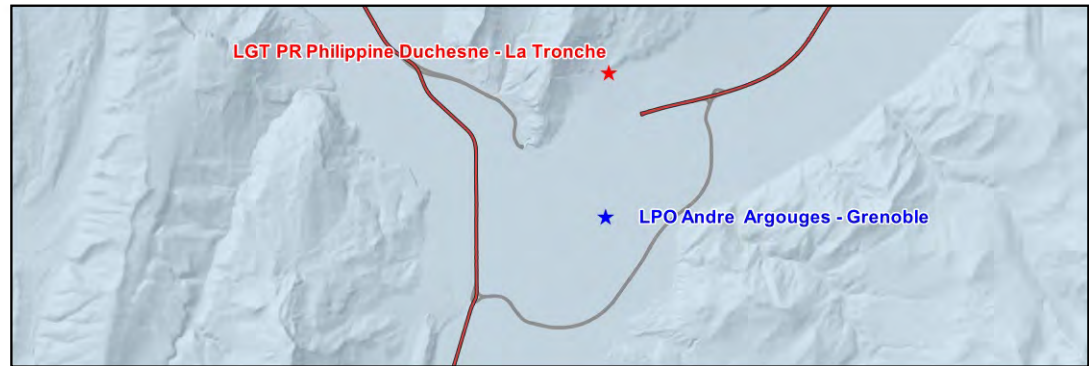 LGT PR Philippine Duchesne - La Tronche
LPO Andre Argouges - Grenoble